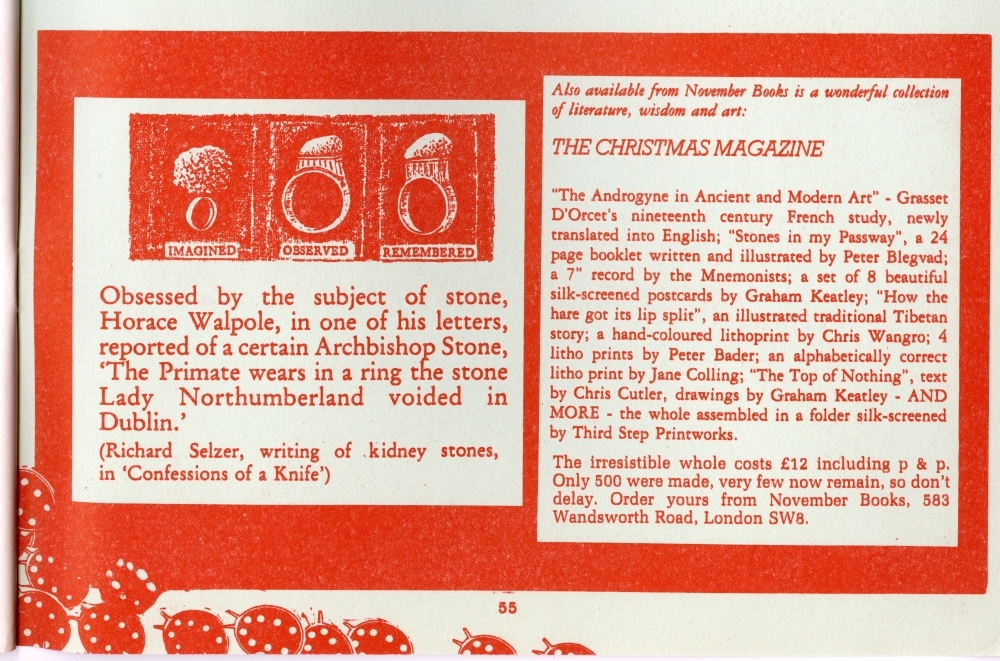 IMAGINED
OBSERVED
REMEMBERED
Obsessed by the subject of stone,
Horace Walpole, in one of his letters,
reported of a certain Archbishop Stone,
‘The Primate wears in a ring the stone
Lady Northumberland voided in
Dublin.’
(Richard Selzer, writing of kidney stones,
in ‘Confessions of a Knife’)
Also available from November Books is a wonderful collection
of literature, wisdom and art:
THE CHRISTMAS MAGAZINE
“The Androgyne in Ancient and Modern Art” - Grasset
D’Orcet’s nineteenth century French study, newly
translated into English; “Stones in my Passway”, a 24
page booklet written and illustrated by Peter Blegvad;
a 7” record by the Mnemonists; a set of 8 beautiful
silk-screened postcards by Graham Keatley; “How the
hare got its lip split”, an illustrated traditional Tibetan
story; a hand-coloured lithoprint by Chris Wangro; 4
litho prints by Peter Bader; an alphabetically correct
litho print by Jane Colling; “The Top of Nothing”, text
by Chris Cutler, drawings by Graham Keatley - AND
MORE - the whole assembled in a folder silk-screened
by Third Step Printworks.
The irresistible whole costs £12 including p & p.
Only 500 were made, very few now remain, so don’t
delay. Order yours from November Books, 583
Wandsworth Road, London SW8.
55